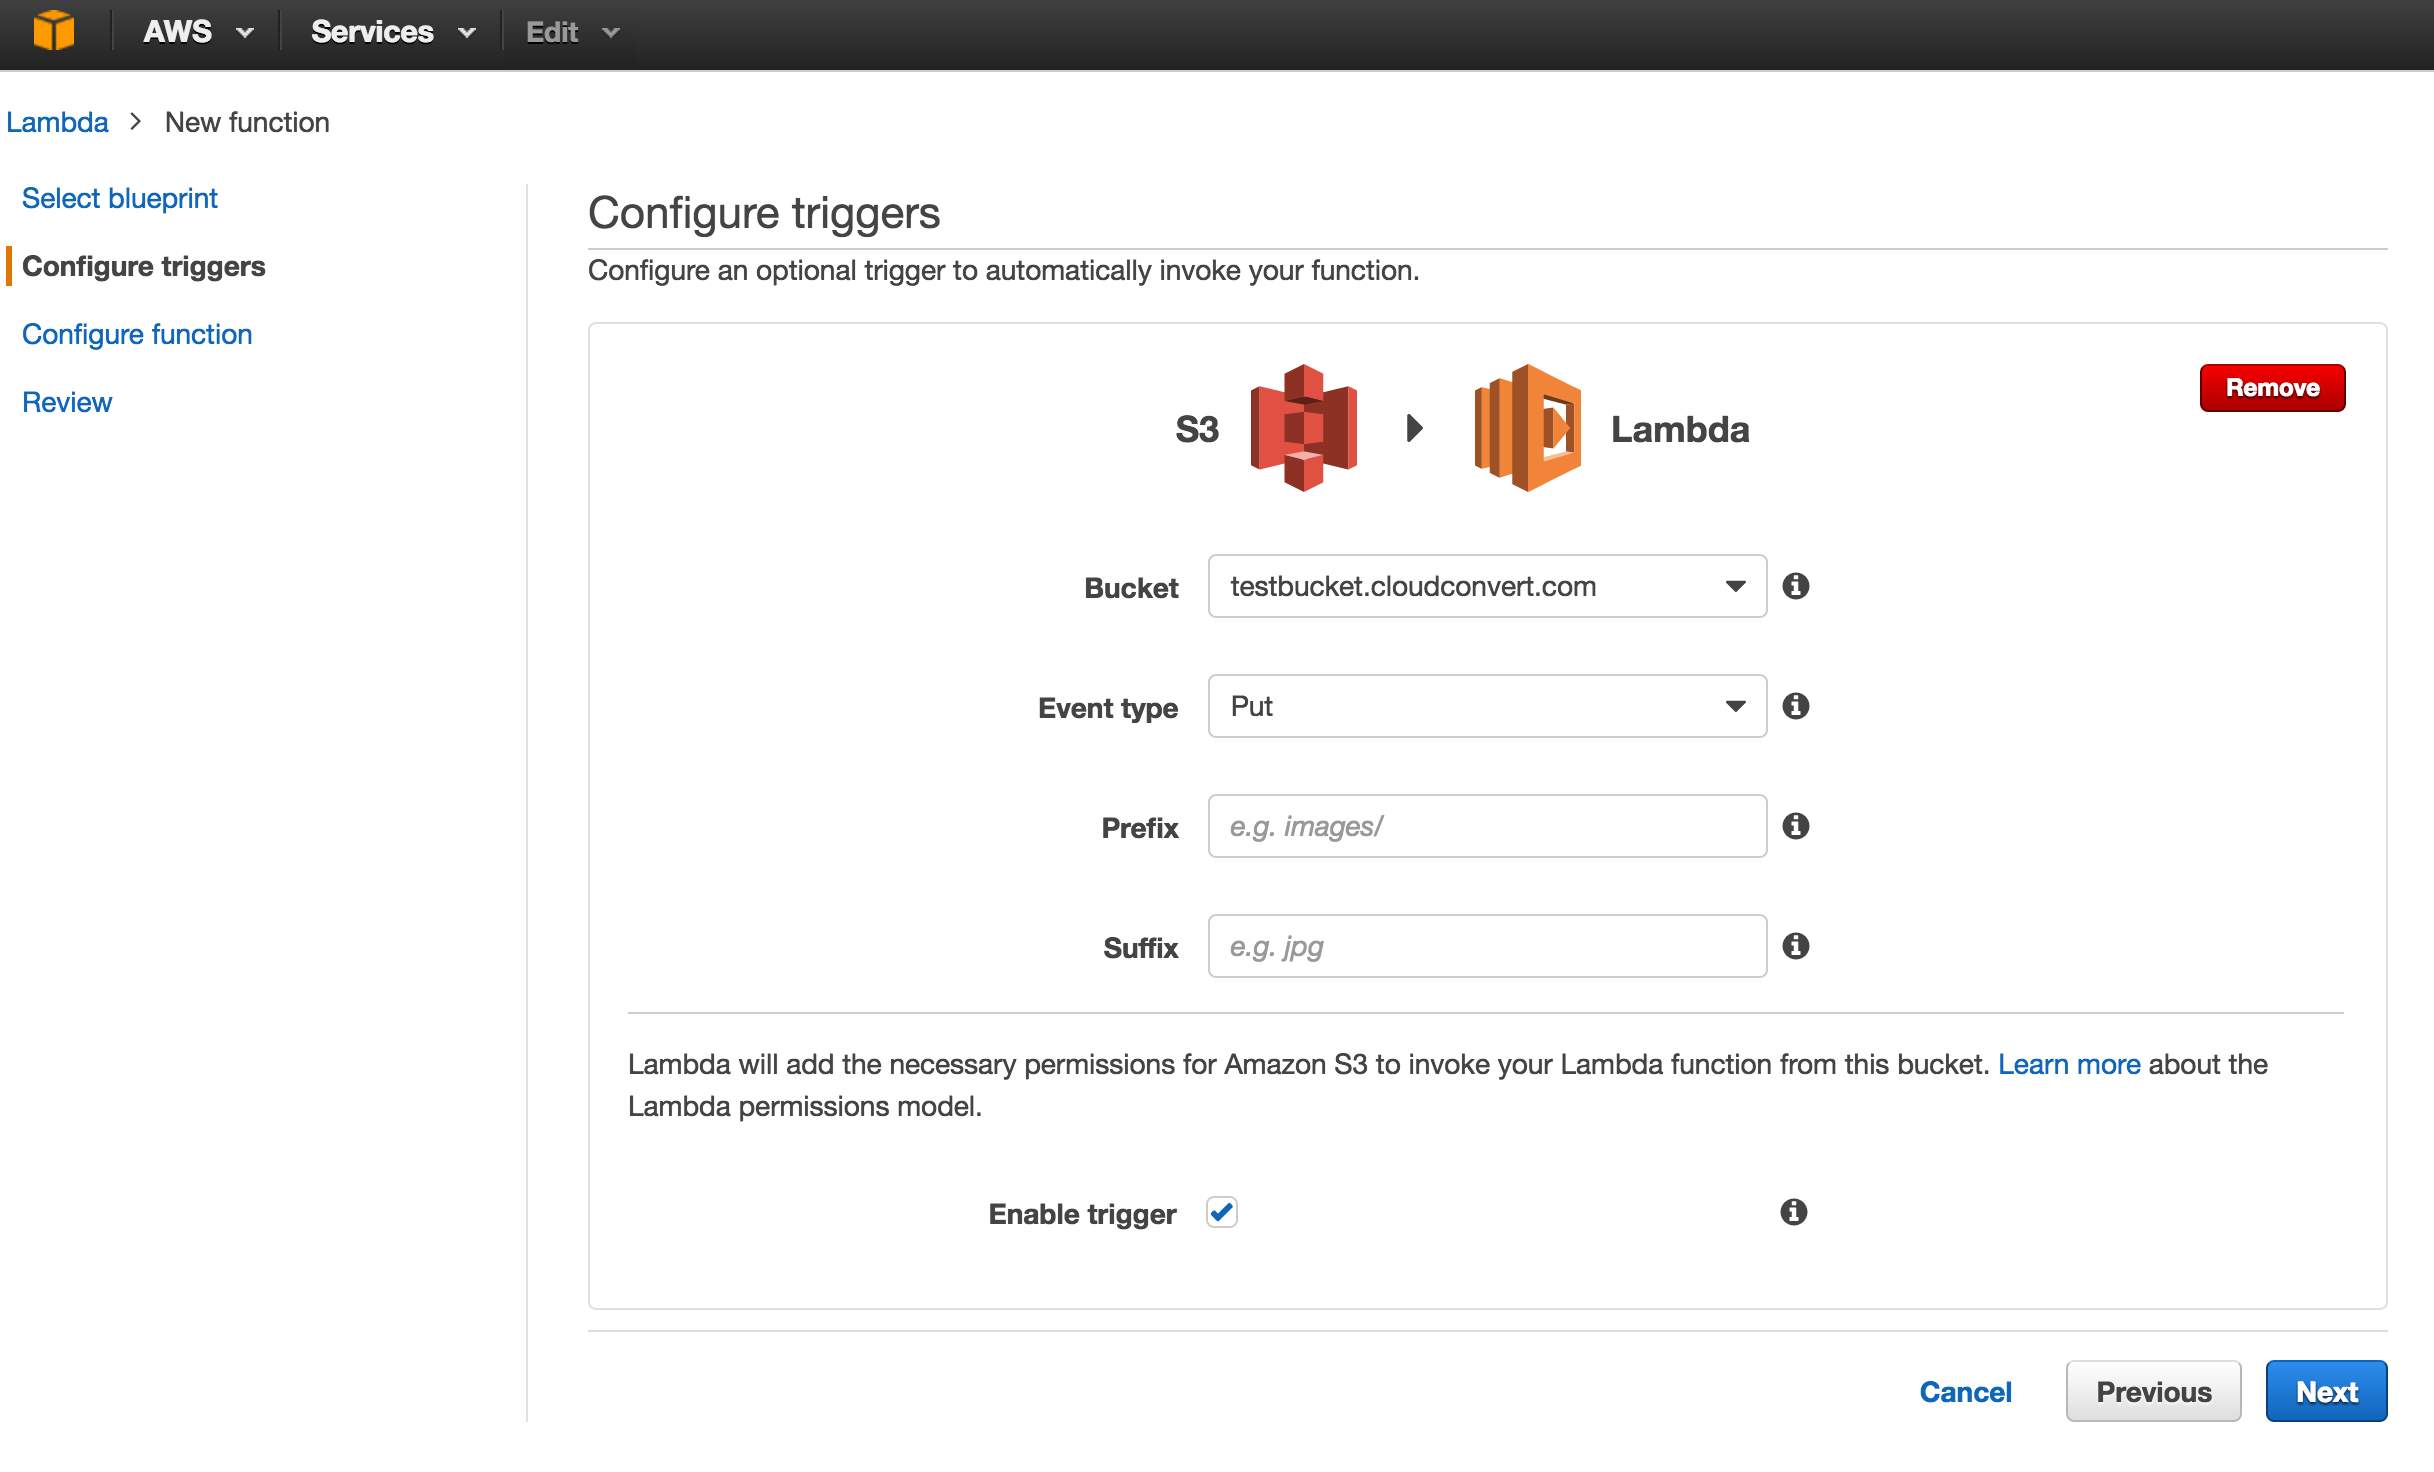 AWS Services Edit
Lambda > New function
Select blueprint
Configure triggers
Configure function
Review
Configure triggers
Configure an optional trigger to automatically invoke your function.
S3 Lambda
Remove
Bucket testbucket.cloudconvert.com
Event type Put
Prefix e.g. images/
Suffix e.g. jpg
Lambda will add the necessary permissions for Amazon S3 to invoke your Lambda function from this bucket. Learn more about the
Lambda permissions model.
Enable trigger
Cancel Previous Next